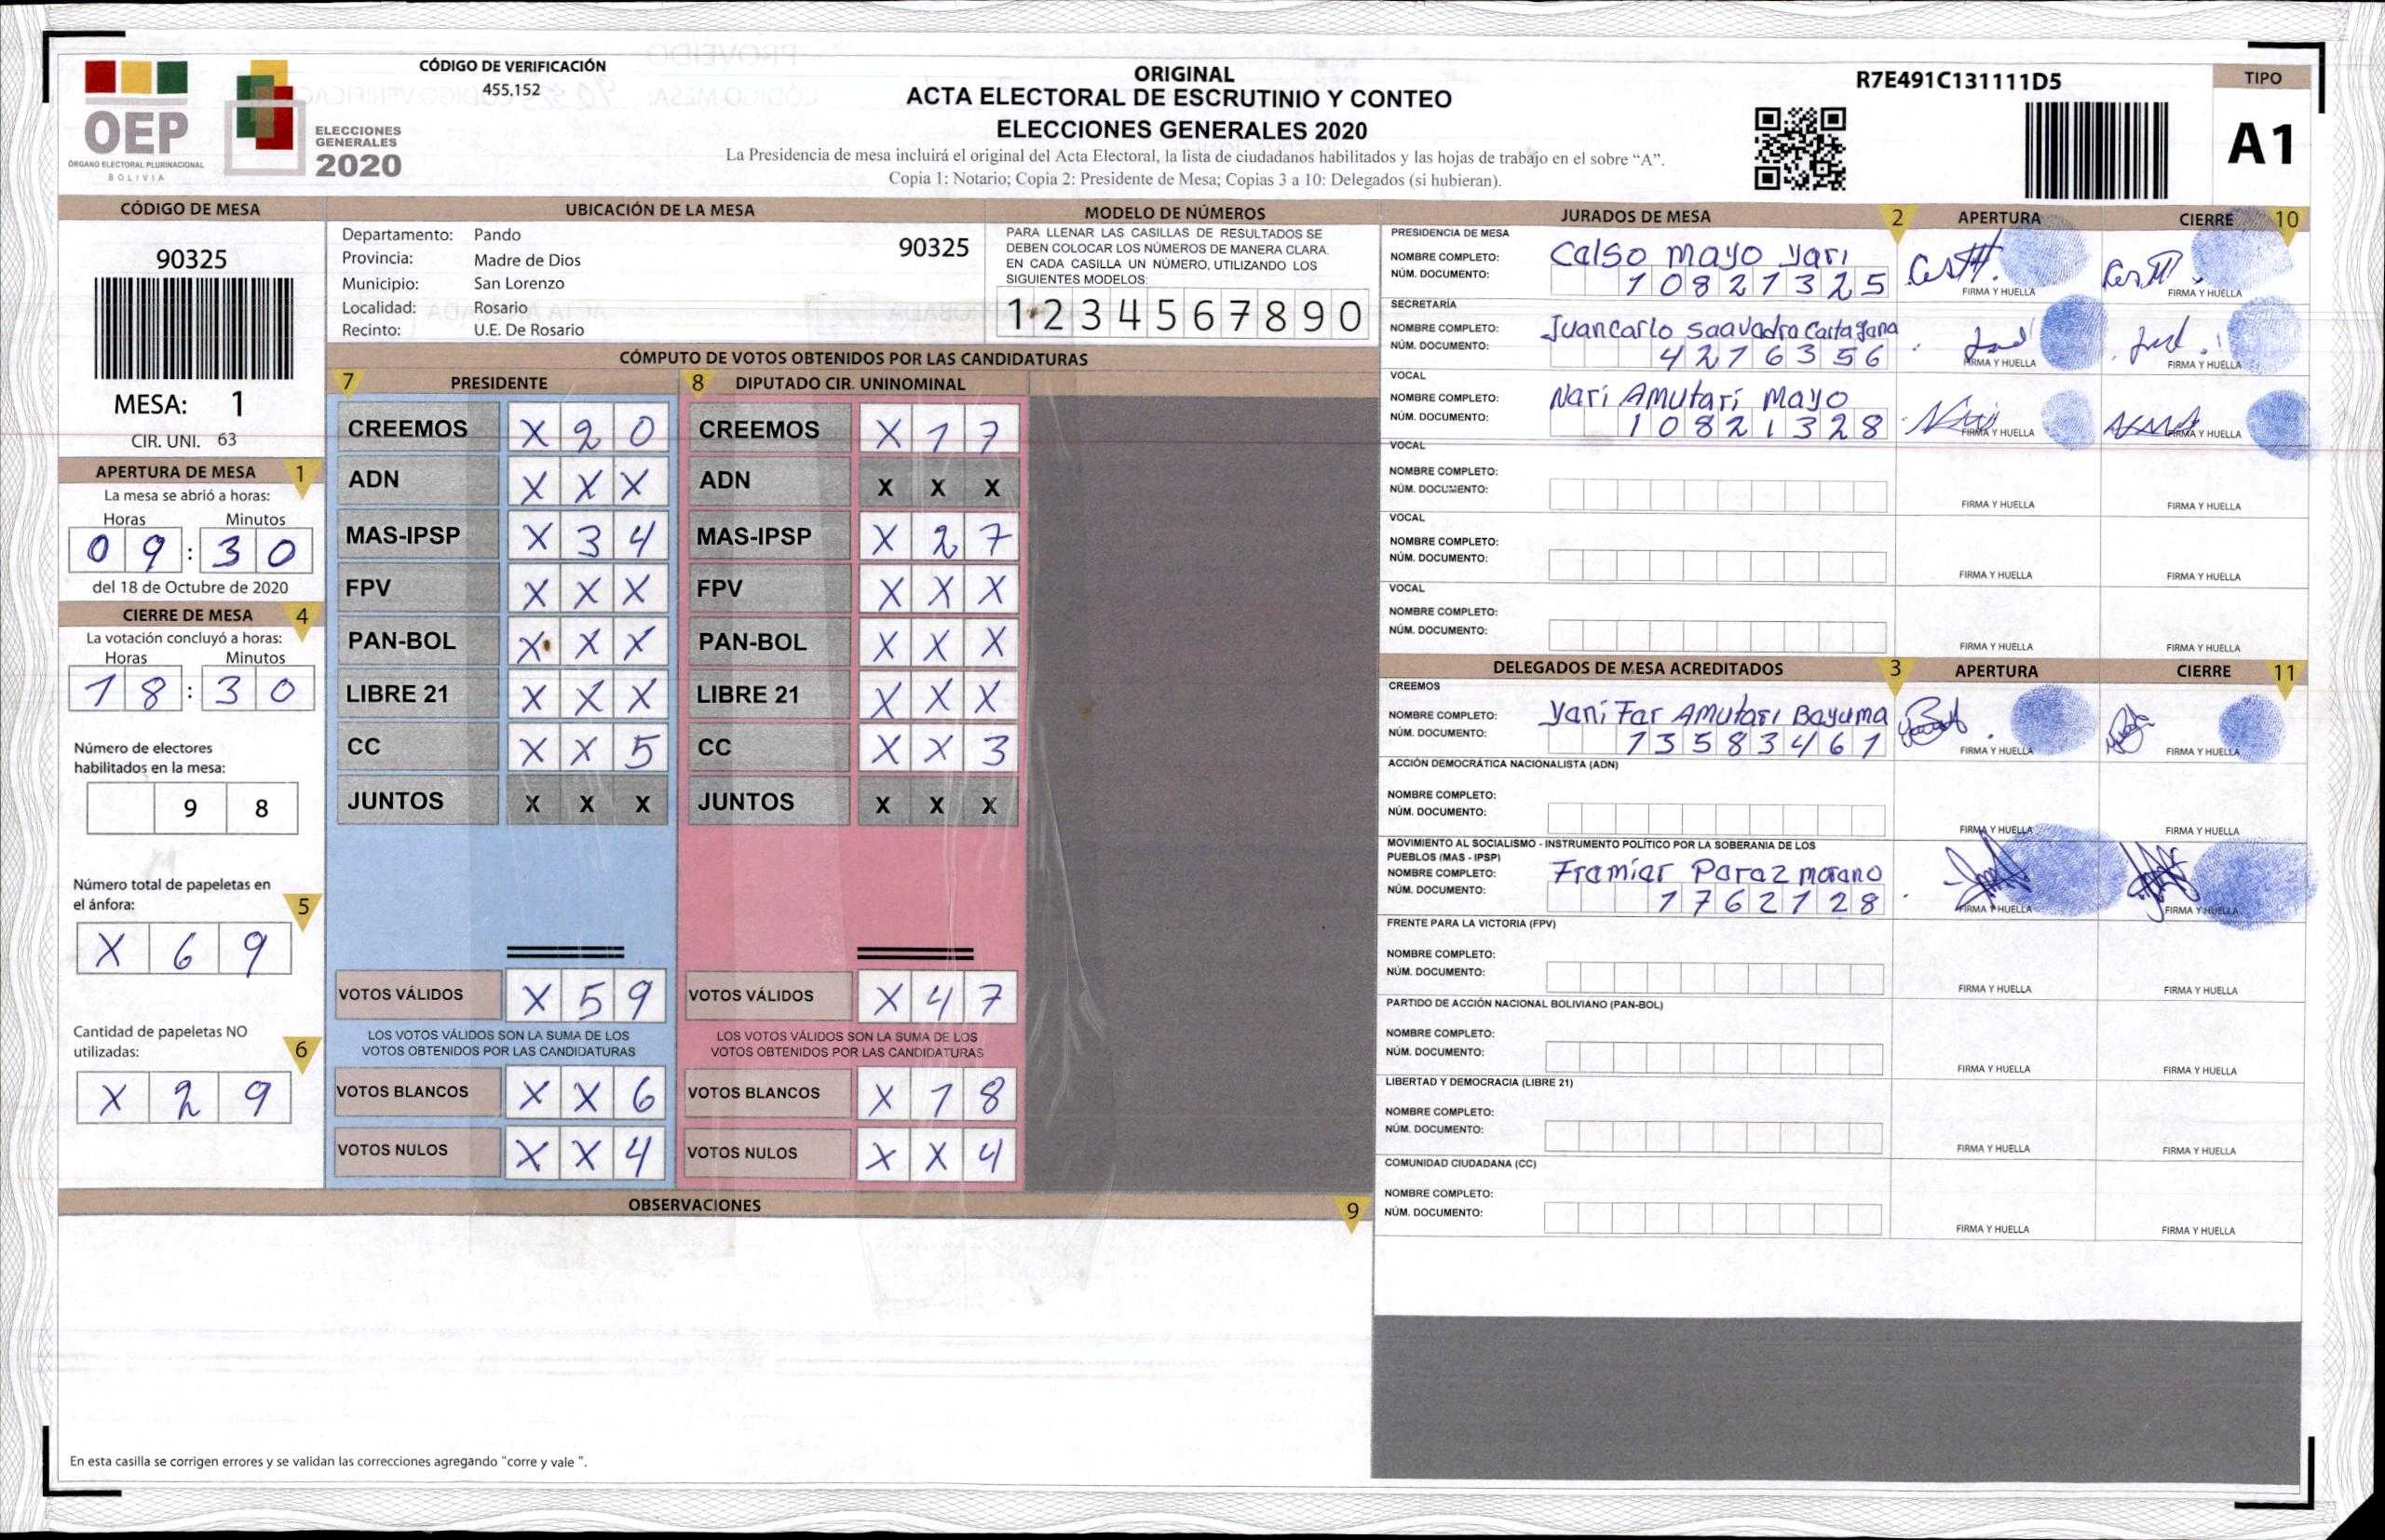 CÓDIGO DE VERIFICACIÓN
455.152
OEP
ÓRGANO ELECTORAL PLURINACIONAL
BOLIVIA
ELECCIONES
GENERALES
2020
ORIGINAL
ACTA ELECTORAL DE ESCRUTINIO Y CONTEO
ELECCIONES GENERALES 2020
La Presidencia de mesa incluirá el original del Acta Electoral, la lista de ciudadanos habilitados y las hojas de trabajo en el sobre “A”.
Copia 1: Notario; Copia 2: Presidente de Mesa; Copias 3 a 10: Delegados (si hubieran).
R7E491C131111D5
TIPO
A1
CÓDIGO DE MESA
90325
MESA: 1
CIR. UNI. 63
APERTURA DE MESA 1
La mesa se abrió a horas:
Horas Minutos
09:30
del 18 de Octubre de 2020
CIERRE DE MESA 4
La votación concluyó a horas:
Horas Minutos
18:30
Número de electores
habilitados en la mesa:
9 8
Número total de papeletas en
el ánfora: 5
X 6 9
Cantidad de papeletas NO
utilizadas: 6
X 2 9
UBICACIÓN DE LA MESA
Departamento: Pando
90325
Provincia: Madre de Dios
Municipio: San Lorenzo
Localidad: Rosario
Recinto: U.E. De Rosario
MODELO DE NÚMEROS
PARA LLENAR LAS CASILLAS DE RESULTADOS SE
DEBEN COLOCAR LOS NÚMEROS DE MANERA CLARA.
EN CADA CASILLA UN NÚMERO, UTILIZANDO LOS
SIGUIENTES MODELOS:
1 2 3 4 5 6 7 8 9 0
CÓMPUTO DE VOTOS OBTENIDOS POR LAS CANDIDATURAS
7 PRESIDENTE 8 DIPUTADO CIR. UNINOMINAL
CREEMOS X 2 0 CREEMOS X 1 7
ADN X X X ADN X X X
MAS-IPSP X 3 4 MAS-IPSP X 2 7
FPV X X X FPV X X X
PAN-BOL X X X PAN-BOL X X X
LIBRE 21 X X X LIBRE 21 X X X
CC X X 5 CC X X 3
JUNTOS X X X JUNTOS X X X
VOTOS VÁLIDOS X 5 9 VOTOS VÁLIDOS X 4 7
LOS VOTOS VÁLIDOS SON LA SUMA DE LOS LOS VOTOS VÁLIDOS SON LA SUMA DE LOS
VOTOS OBTENIDOS POR LAS CANDIDATURAS VOTOS OBTENIDOS POR LAS CANDIDATURAS
VOTOS BLANCOS X X 6 VOTOS BLANCOS X 1 8
VOTOS NULOS X X 4 VOTOS NULOS X X 4
OBSERVACIONES 9
En esta casilla se corrigen errores y se validan las correcciones agregando "corre y vale ".
JURADOS DE MESA 2 APERTURA CIERRE 10
PRESIDENCIA DE MESA
NOMBRE COMPLETO: Calso Mayo Yari
NÚM. DOCUMENTO: 10821325 FIRMA Y HUELLA FIRMA Y HUELLA
SECRETARÍA
NOMBRE COMPLETO: Juancarlo Saavadra Cartagana
NÚM. DOCUMENTO: 4276356 FIRMA Y HUELLA FIRMA Y HUELLA
VOCAL
NOMBRE COMPLETO: Nari Amutari Mayo
NÚM. DOCUMENTO: 10821328 FIRMA Y HUELLA FIRMA Y HUELLA
VOCAL
NOMBRE COMPLETO:
NÚM. DOCUMENTO: FIRMA Y HUELLA FIRMA Y HUELLA
VOCAL
NOMBRE COMPLETO:
NÚM. DOCUMENTO: FIRMA Y HUELLA FIRMA Y HUELLA
VOCAL
NOMBRE COMPLETO:
NÚM. DOCUMENTO: FIRMA Y HUELLA FIRMA Y HUELLA
DELEGADOS DE MESA ACREDITADOS 3 APERTURA CIERRE 11
CREEMOS
NOMBRE COMPLETO: Yani Far Amutari Bayuma
NÚM. DOCUMENTO: 13583461 FIRMA Y HUELLA FIRMA Y HUELLA
ACCIÓN DEMOCRÁTICA NACIONALISTA (ADN)
NOMBRE COMPLETO:
NÚM. DOCUMENTO: FIRMA Y HUELLA FIRMA Y HUELLA
MOVIMIENTO AL SOCIALISMO - INSTRUMENTO POLÍTICO POR LA SOBERANIA DE LOS
PUEBLOS (MAS - IPSP)
NOMBRE COMPLETO: Framiar Paraz morano
NÚM. DOCUMENTO: 1762128 FIRMA Y HUELLA FIRMA Y HUELLA
FRENTE PARA LA VICTORIA (FPV)
NOMBRE COMPLETO:
NÚM. DOCUMENTO: FIRMA Y HUELLA FIRMA Y HUELLA
PARTIDO DE ACCIÓN NACIONAL BOLIVIANO (PAN-BOL)
NOMBRE COMPLETO:
NÚM. DOCUMENTO: FIRMA Y HUELLA FIRMA Y HUELLA
LIBERTAD Y DEMOCRACIA (LIBRE 21)
NOMBRE COMPLETO:
NÚM. DOCUMENTO: FIRMA Y HUELLA FIRMA Y HUELLA
COMUNIDAD CIUDADANA (CC)
NOMBRE COMPLETO:
NÚM. DOCUMENTO: FIRMA Y HUELLA FIRMA Y HUELLA